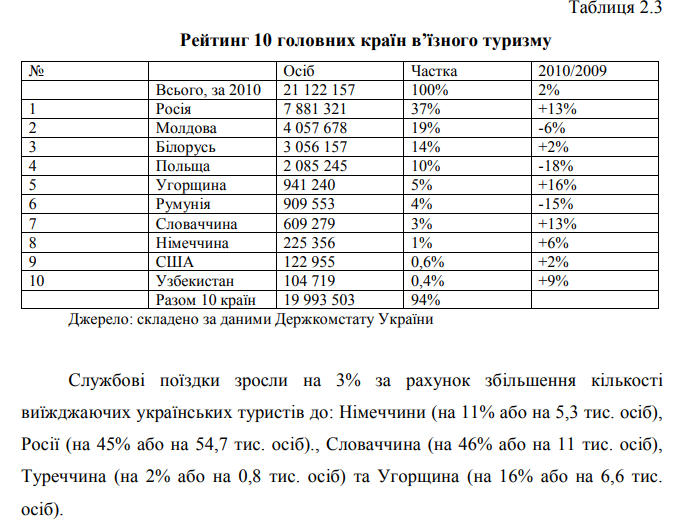 Таблиця 2.3
Рейтинг 10 головних країн в’їзного туризму
№ Осіб Частка 2010/2009
Всього, за 2010 21 122 157 100% 2%
1 Росія 7 881 321 37% +13%
2 Молдова 4 057 678 19% -6%
3 Білорусь 3 056 157 14% +2%
4 Польща 2 085 245 10% -18%
5 Угорщина 941 240 5% +16%
6 Румунія 909 553 4% -15%
7 Словаччина 609 279 3% +13%
8 Німеччина 225 356 1% +6%
9 США 122 955 0,6% +2%
10 Узбекистан 104 719 0,4% +9%
Разом 10 країн 19 993 503 94%
Джерело: складено за даними Держкомстату України
Службові поїздки зросли на 3% за рахунок збільшення кількості
виїжджаючих українських туристів до: Німеччини (на 11% або на 5,3 тис. осіб),
Росії (на 45% або на 54,7 тис. осіб)., Словаччина (на 46% або на 11 тис. осіб),
Туреччина (на 2% або на 0,8 тис. осіб) та Угорщина (на 16% або на 6,6 тис.
осіб).